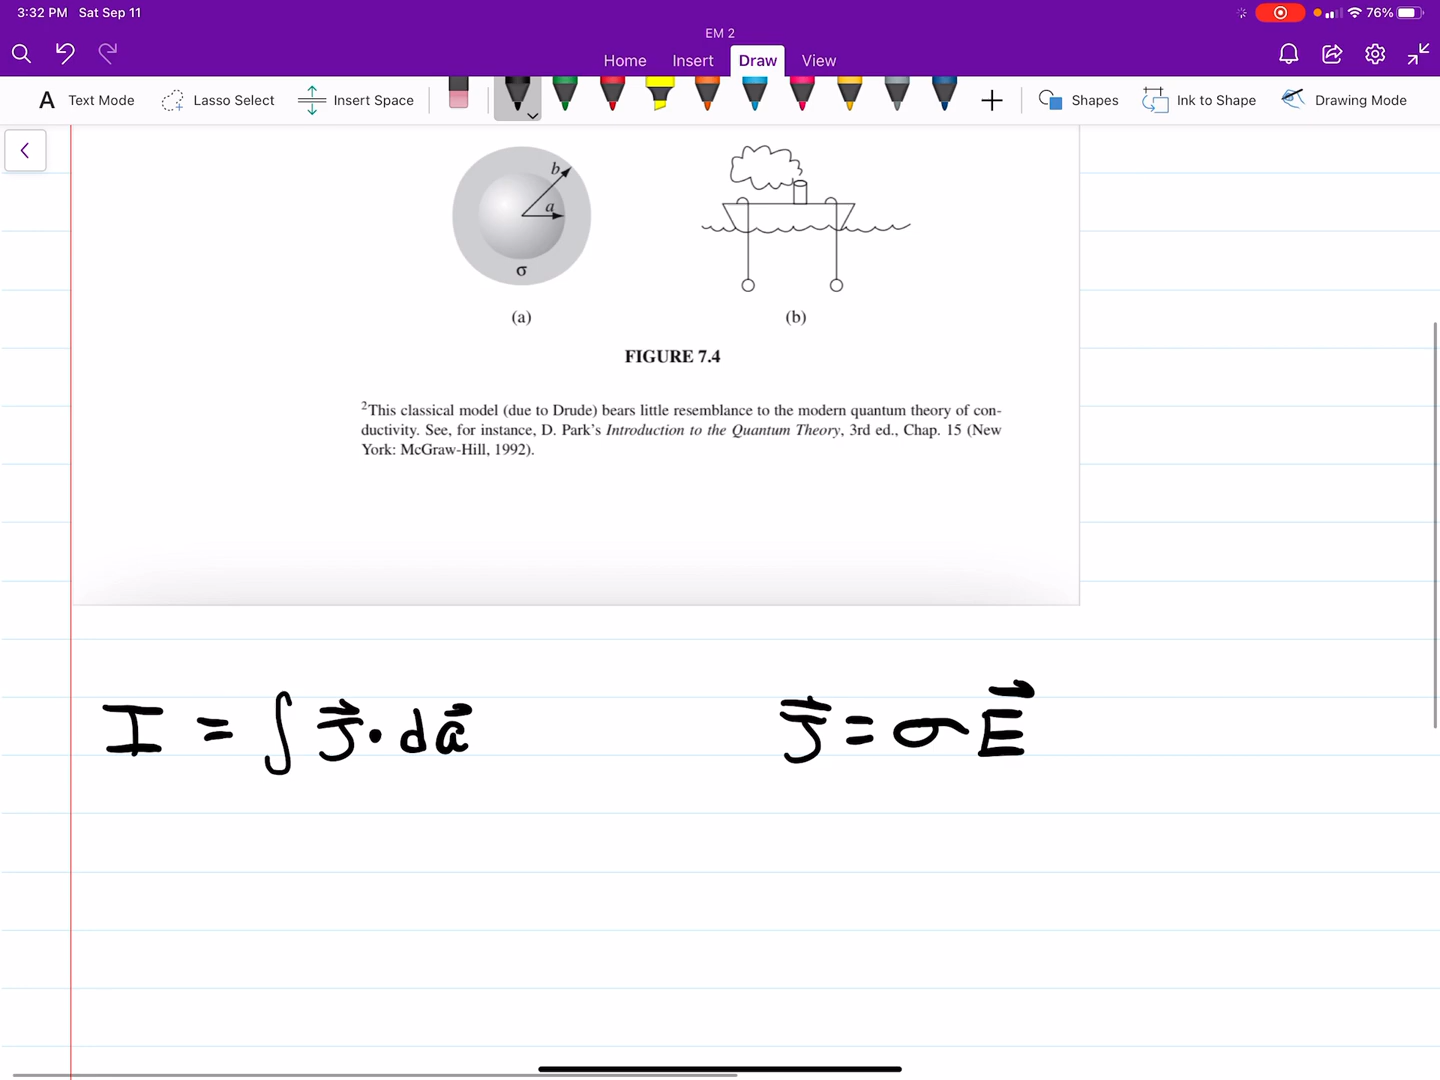 3:32 PM Sat Sep 11
76%
EM 2
Home Insert Draw View
A Text Mode Lasso Select Insert Space Shapes Ink to Shape Drawing Mode
b
a
σ
(a) (b)
FIGURE 7.4
²This classical model (due to Drude) bears little resemblance to the modern quantum theory of con-
ductivity. See, for instance, D. Park's Introduction to the Quantum Theory, 3rd ed., Chap. 15 (New
York: McGraw-Hill, 1992).
I = ∫ J⃗ · da⃗ J⃗ = σE⃗